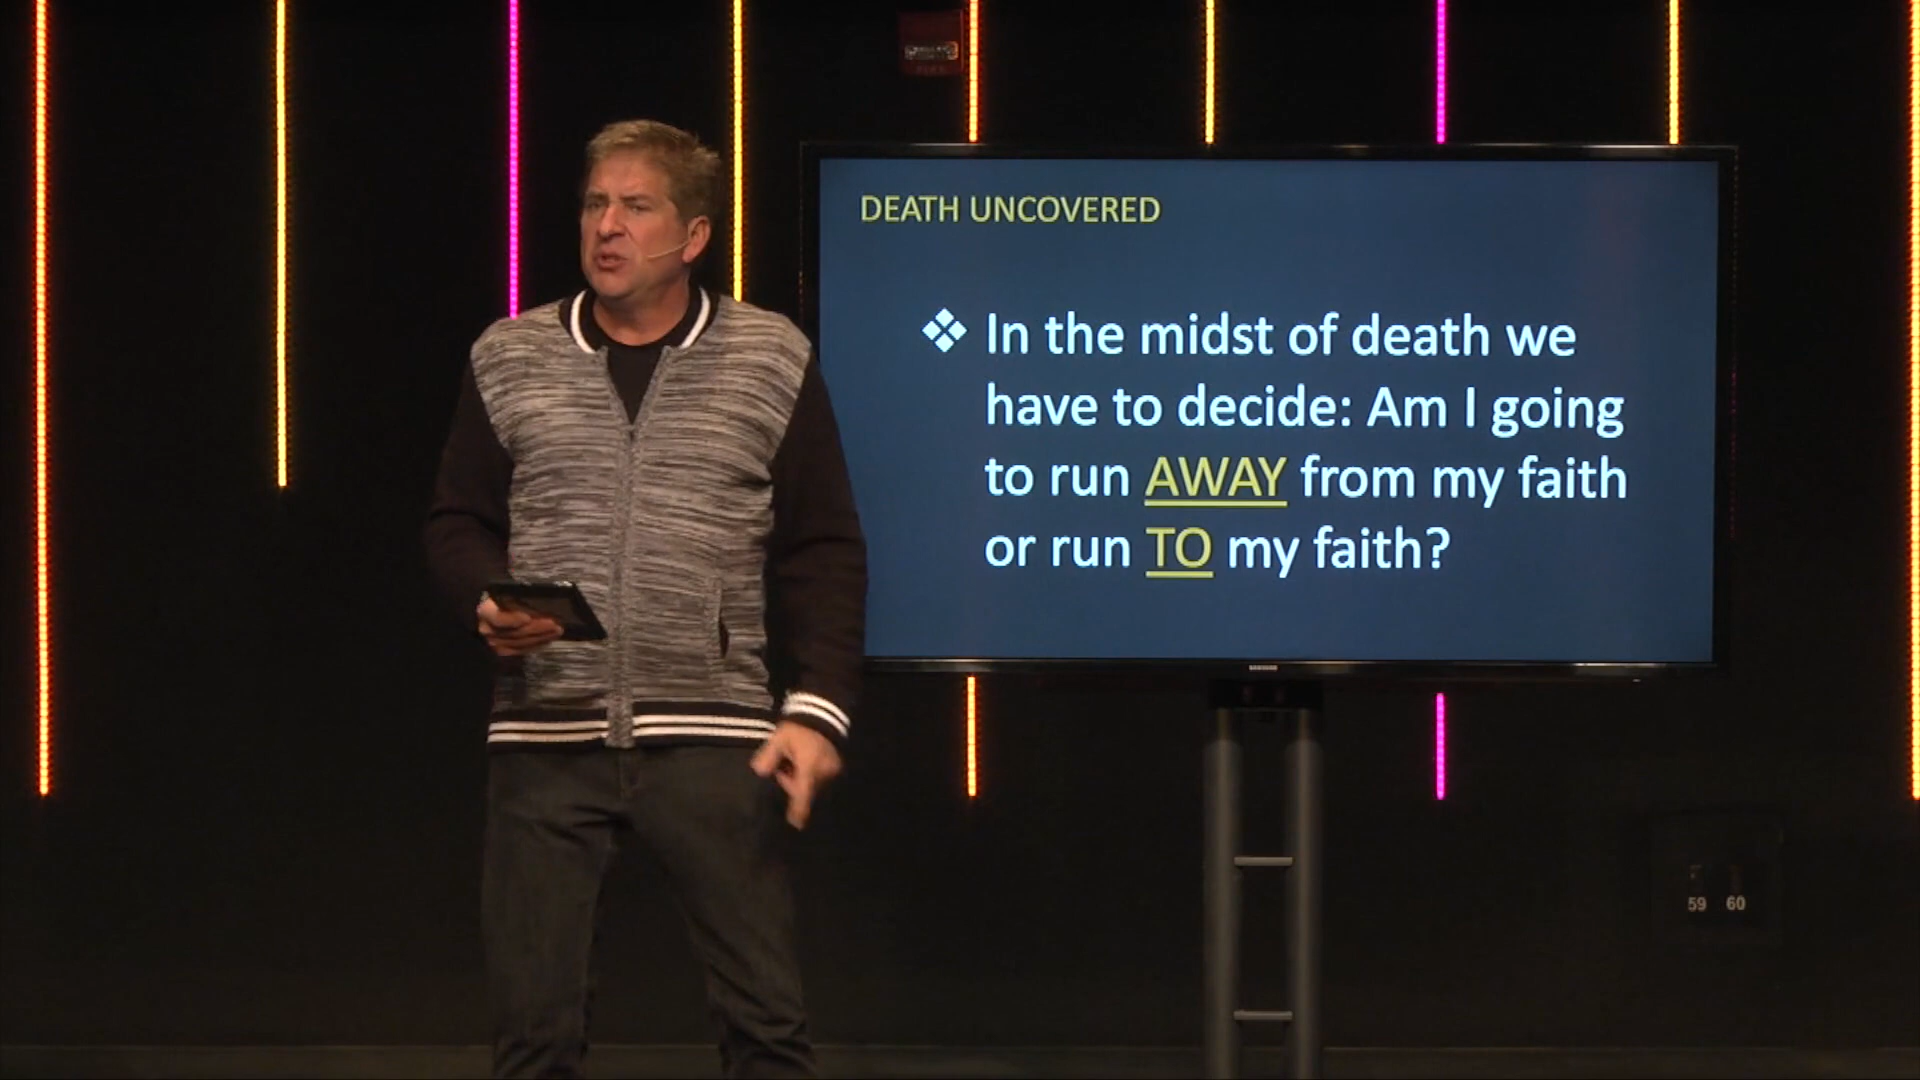 DEATH UNCOVERED
❖ In the midst of death we
have to decide: Am I going
to run AWAY from my faith
or run TO my faith?
SAMSUNG
59 60